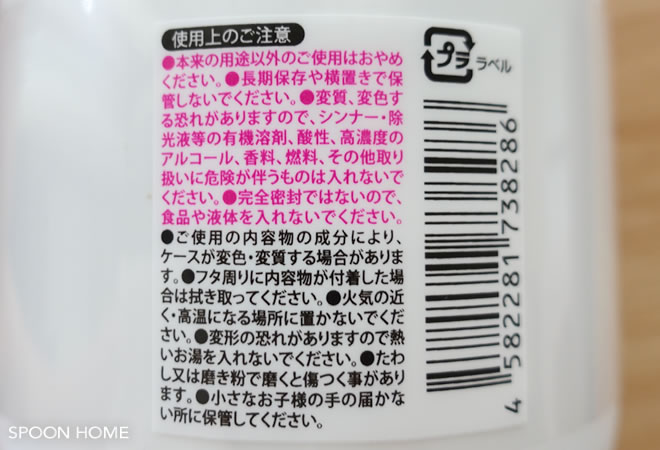 使用上のご注意
●本来の用途以外のご使用はおやめ
ください。●長期保存や横置きで保
管しないでください。●変質、変色す
る恐れがありますので、シンナー・除
光液等の有機溶剤、酸性、高濃度の
アルコール、香料、燃料、その他取り
扱いに危険が伴うものは入れないで
ください。●完全密封ではないので、
食品や液体を入れないでください。
●ご使用の内容物の成分により、
ケースが変色・変質する場合がありま
す。●フタ周りに内容物が付着した場
合は拭き取ってください。●火気の近
く・高温になる場所に置かないでくだ
さい。●変形の恐れがありますので熱
いお湯を入れないでください。●たわ
し又は磨き粉で磨くと傷つく事があり
ます。●小さなお子様の手の届かな
い所に保管してください。
プラ
ラベル
4 582281 738286
SPOON HOME